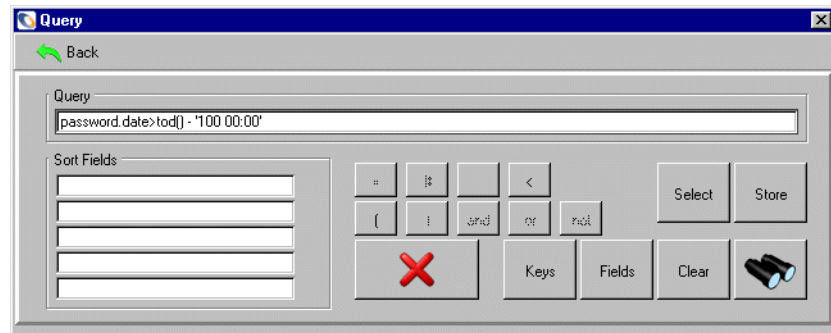 Query
Back
Query
password.date>tod() - '100 00:00'
Sort Fields
= <
( and or not
Select Store
Keys Fields Clear